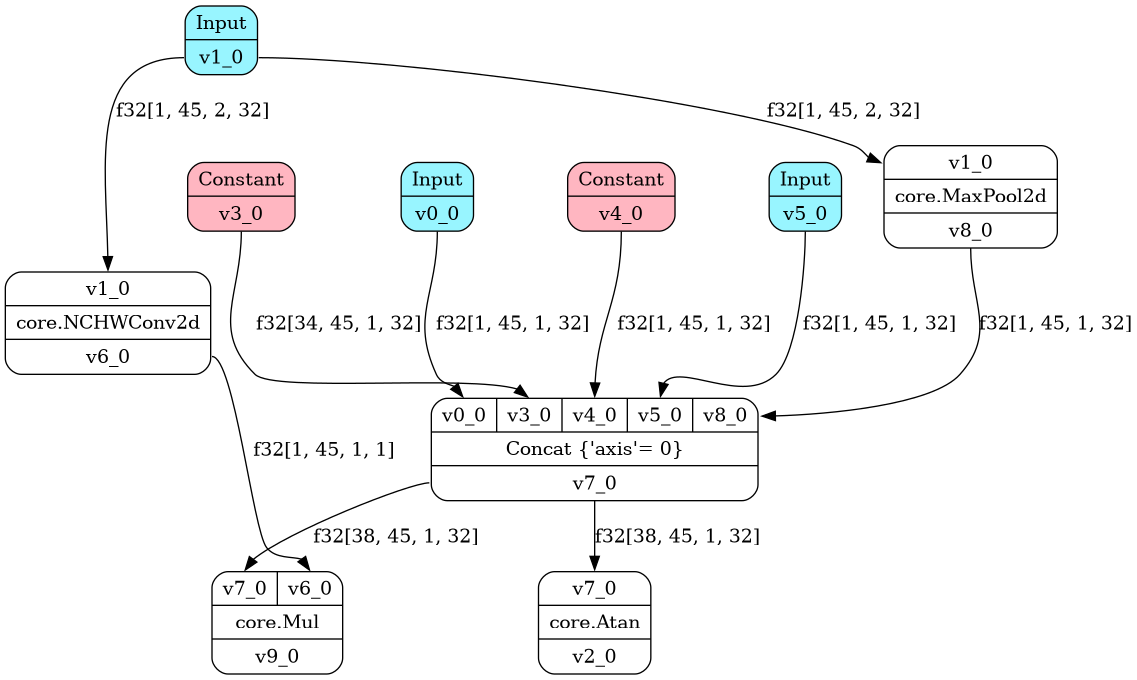 Input
v1_0
f32[1, 45, 2, 32]
f32[1, 45, 2, 32]
Constant
v3_0
Input
v0_0
Constant
v4_0
Input
v5_0
v1_0
core.MaxPool2d
v8_0
v1_0
core.NCHWConv2d
v6_0
f32[34, 45, 1, 32]
f32[1, 45, 1, 32]
f32[1, 45, 1, 32]
f32[1, 45, 1, 32]
f32[1, 45, 1, 32]
f32[1, 45, 1, 1]
v0_0
v3_0
v4_0
v5_0
v8_0
Concat {'axis'= 0}
v7_0
f32[38, 45, 1, 32]
f32[38, 45, 1, 32]
v7_0
v6_0
core.Mul
v9_0
v7_0
core.Atan
v2_0